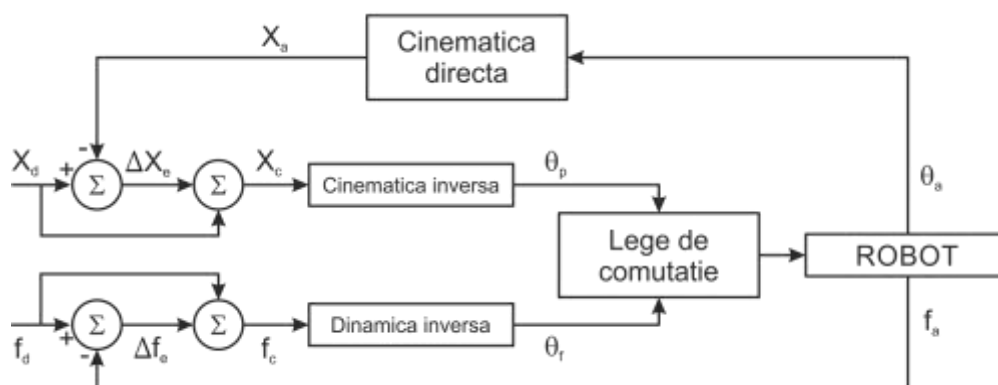 Xa
Cinematica
directa
-
Xd
+
Σ
ΔXe
Σ
Xc
Cinematica inversa
θp
θa
Lege de
comutatie
ROBOT
fd
+
-
Σ
Δfe
Σ
fc
Dinamica inversa
θf
fa